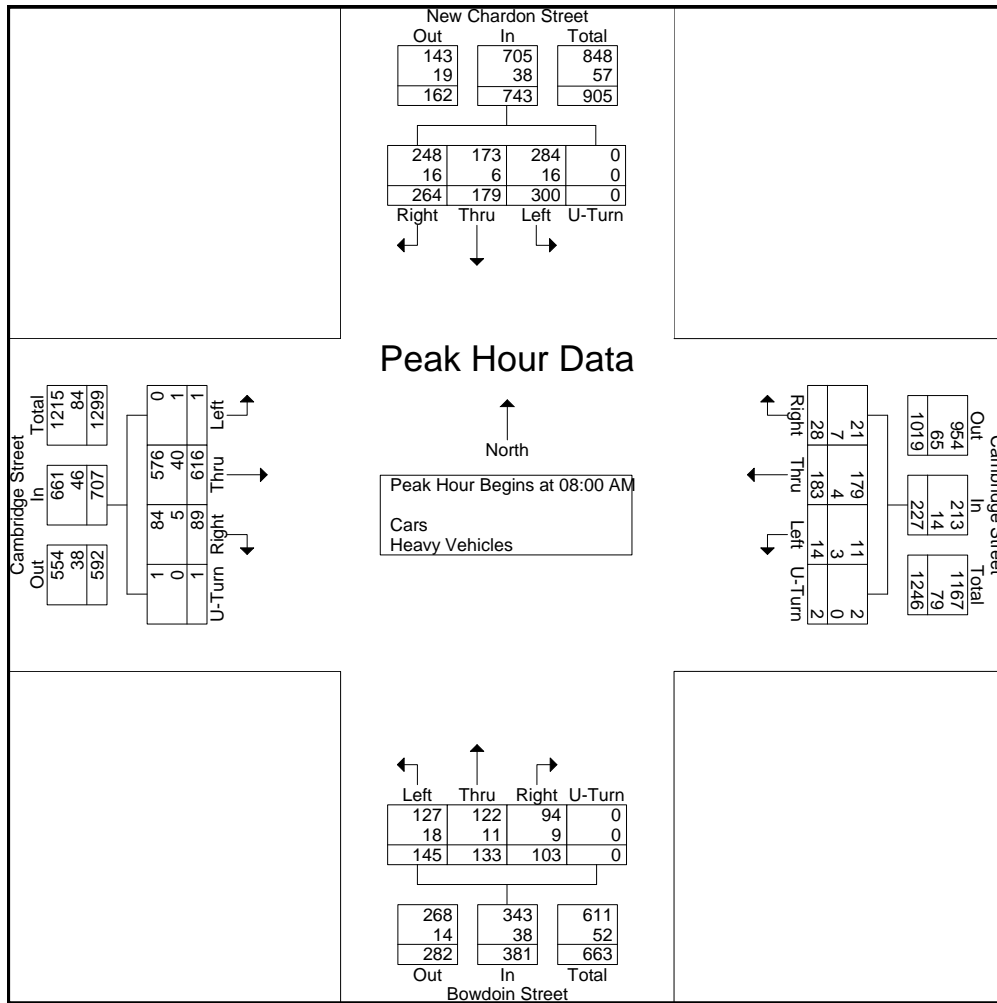 New Chardon Street
Out In Total
143 705 848
19 38 57
162 743 905
248 173 284 0
16 6 16 0
264 179 300 0
Right Thru Left U-Turn
Peak Hour Data
North
Peak Hour Begins at 08:00 AM
Cars
Heavy Vehicles
Cambridge Street
Out In Total
554 661 1215
38 46 84
592 707 1299
1 84 576 0
0 5 40 1
1 89 616 1
U-Turn Right Thru Left
Cambridge Street
Out In Total
954 213 1167
65 14 79
1019 227 1246
21 179 11 2
7 4 3 0
28 183 14 2
Right Thru Left U-Turn
Left Thru Right U-Turn
127 122 94 0
18 11 9 0
145 133 103 0
268 343 611
14 38 52
282 381 663
Out In Total
Bowdoin Street